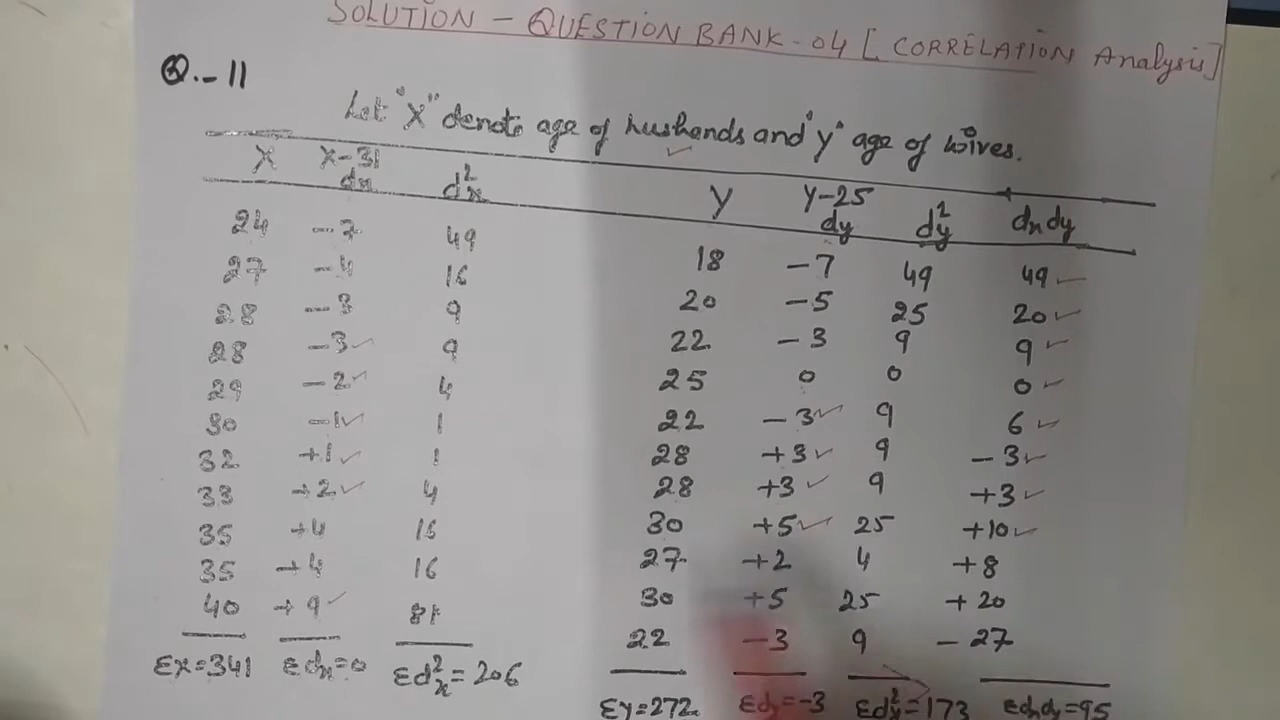 SOLUTION - QUESTION BANK-04 [ CORRELATION Analysis]
Q.-11
Let "X" denote age of husbands and "y" age of wives.
X X-31 dx d²x Y Y-25 dy d²y dxdy
24 -7 49 18 -7 49 49
27 -4 16 20 -5 25 20
28 -3 9 22 -3 9 9
28 -3 9 25 0 0 0
29 -2 4 22 -3 9 6
30 -1 1 28 +3 9 -3
32 +1 1 28 +3 9 +3
33 +2 4 30 +5 25 +10
35 +4 16 27 +2 4 +8
35 +4 16 30 +5 25 +20
40 +9 81 22 -3 9 -27
Σx=341 Σdx=0 Σd²x=206 Σy=272 Σdy=-3 Σd²y=173 Σdxdy=95